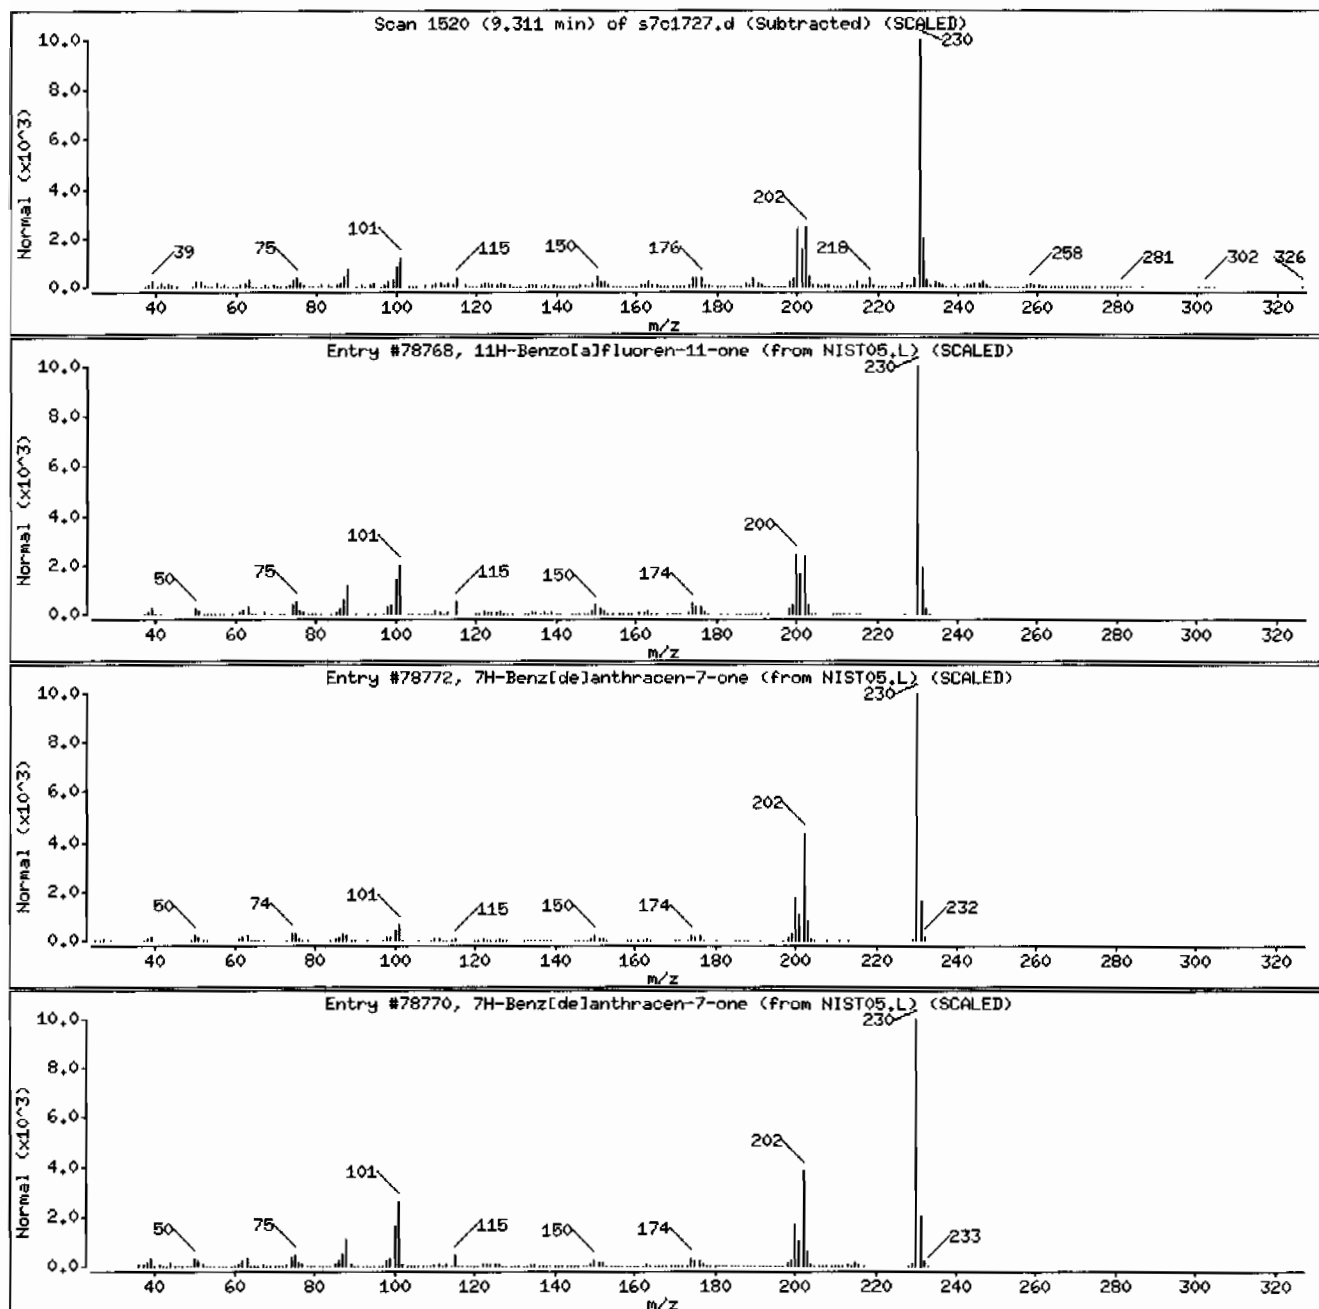 Scan 1520 (9.311 min) of s7c1727.d (Subtracted) (SCALED)
10.0
8.0
6.0
4.0
2.0
0.0
Normal (x10^3)
39 75 101 115 150 176 202 218 230 258 281 302 326
40 60 80 100 120 140 160 180 200 220 240 260 280 300 320
m/z
Entry #78768, 11H-Benzo[a]fluoren-11-one (from NIST05.L) (SCALED)
10.0
8.0
6.0
4.0
2.0
0.0
Normal (x10^3)
50 75 101 115 150 174 200 230
40 60 80 100 120 140 160 180 200 220 240 260 280 300 320
m/z
Entry #78772, 7H-Benz[de]anthracen-7-one (from NIST05.L) (SCALED)
10.0
8.0
6.0
4.0
2.0
0.0
Normal (x10^3)
50 74 101 115 150 174 202 230 232
40 60 80 100 120 140 160 180 200 220 240 260 280 300 320
m/z
Entry #78770, 7H-Benz[de]anthracen-7-one (from NIST05.L) (SCALED)
10.0
8.0
6.0
4.0
2.0
0.0
Normal (x10^3)
50 75 101 115 150 174 202 230 233
40 60 80 100 120 140 160 180 200 220 240 260 280 300 320
m/z